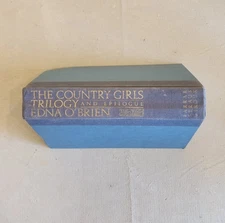 THE COUNTRY GIRLS
TRILOGY AND EPILOGUE
EDNA O'BRIEN